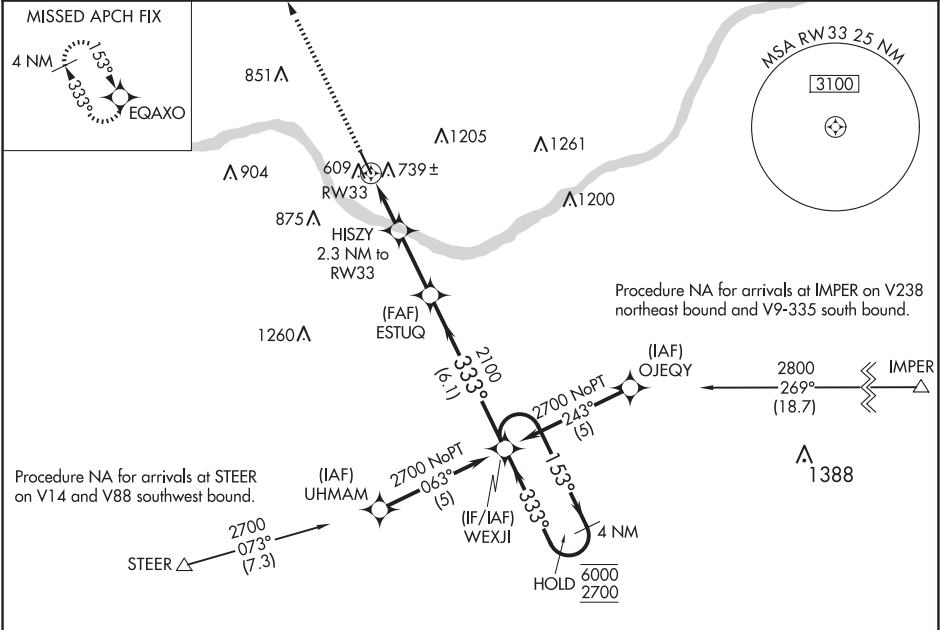 MISSED APCH FIX
4 NM
153°
333°
EQAXO
851
MSA RW33 25 NM
3100
1205
1261
904
609
739±
RW33
1200
875
HISZY
2.3 NM to
RW33
Procedure NA for arrivals at IMPER on V238
northeast bound and V9-335 south bound.
(FAF)
ESTUQ
1260
2100
333°
(6.1)
(IAF)
OJEQY
2800
269°
(18.7)
IMPER
2700 NoPT
243°
(5)
1388
Procedure NA for arrivals at STEER
on V14 and V88 southwest bound.
(IAF)
UHMAM
2700 NoPT
063°
(5)
153°
333°
(IF/IAF)
WEXJI
4 NM
2700
073°
(7.3)
STEER
HOLD
6000
2700